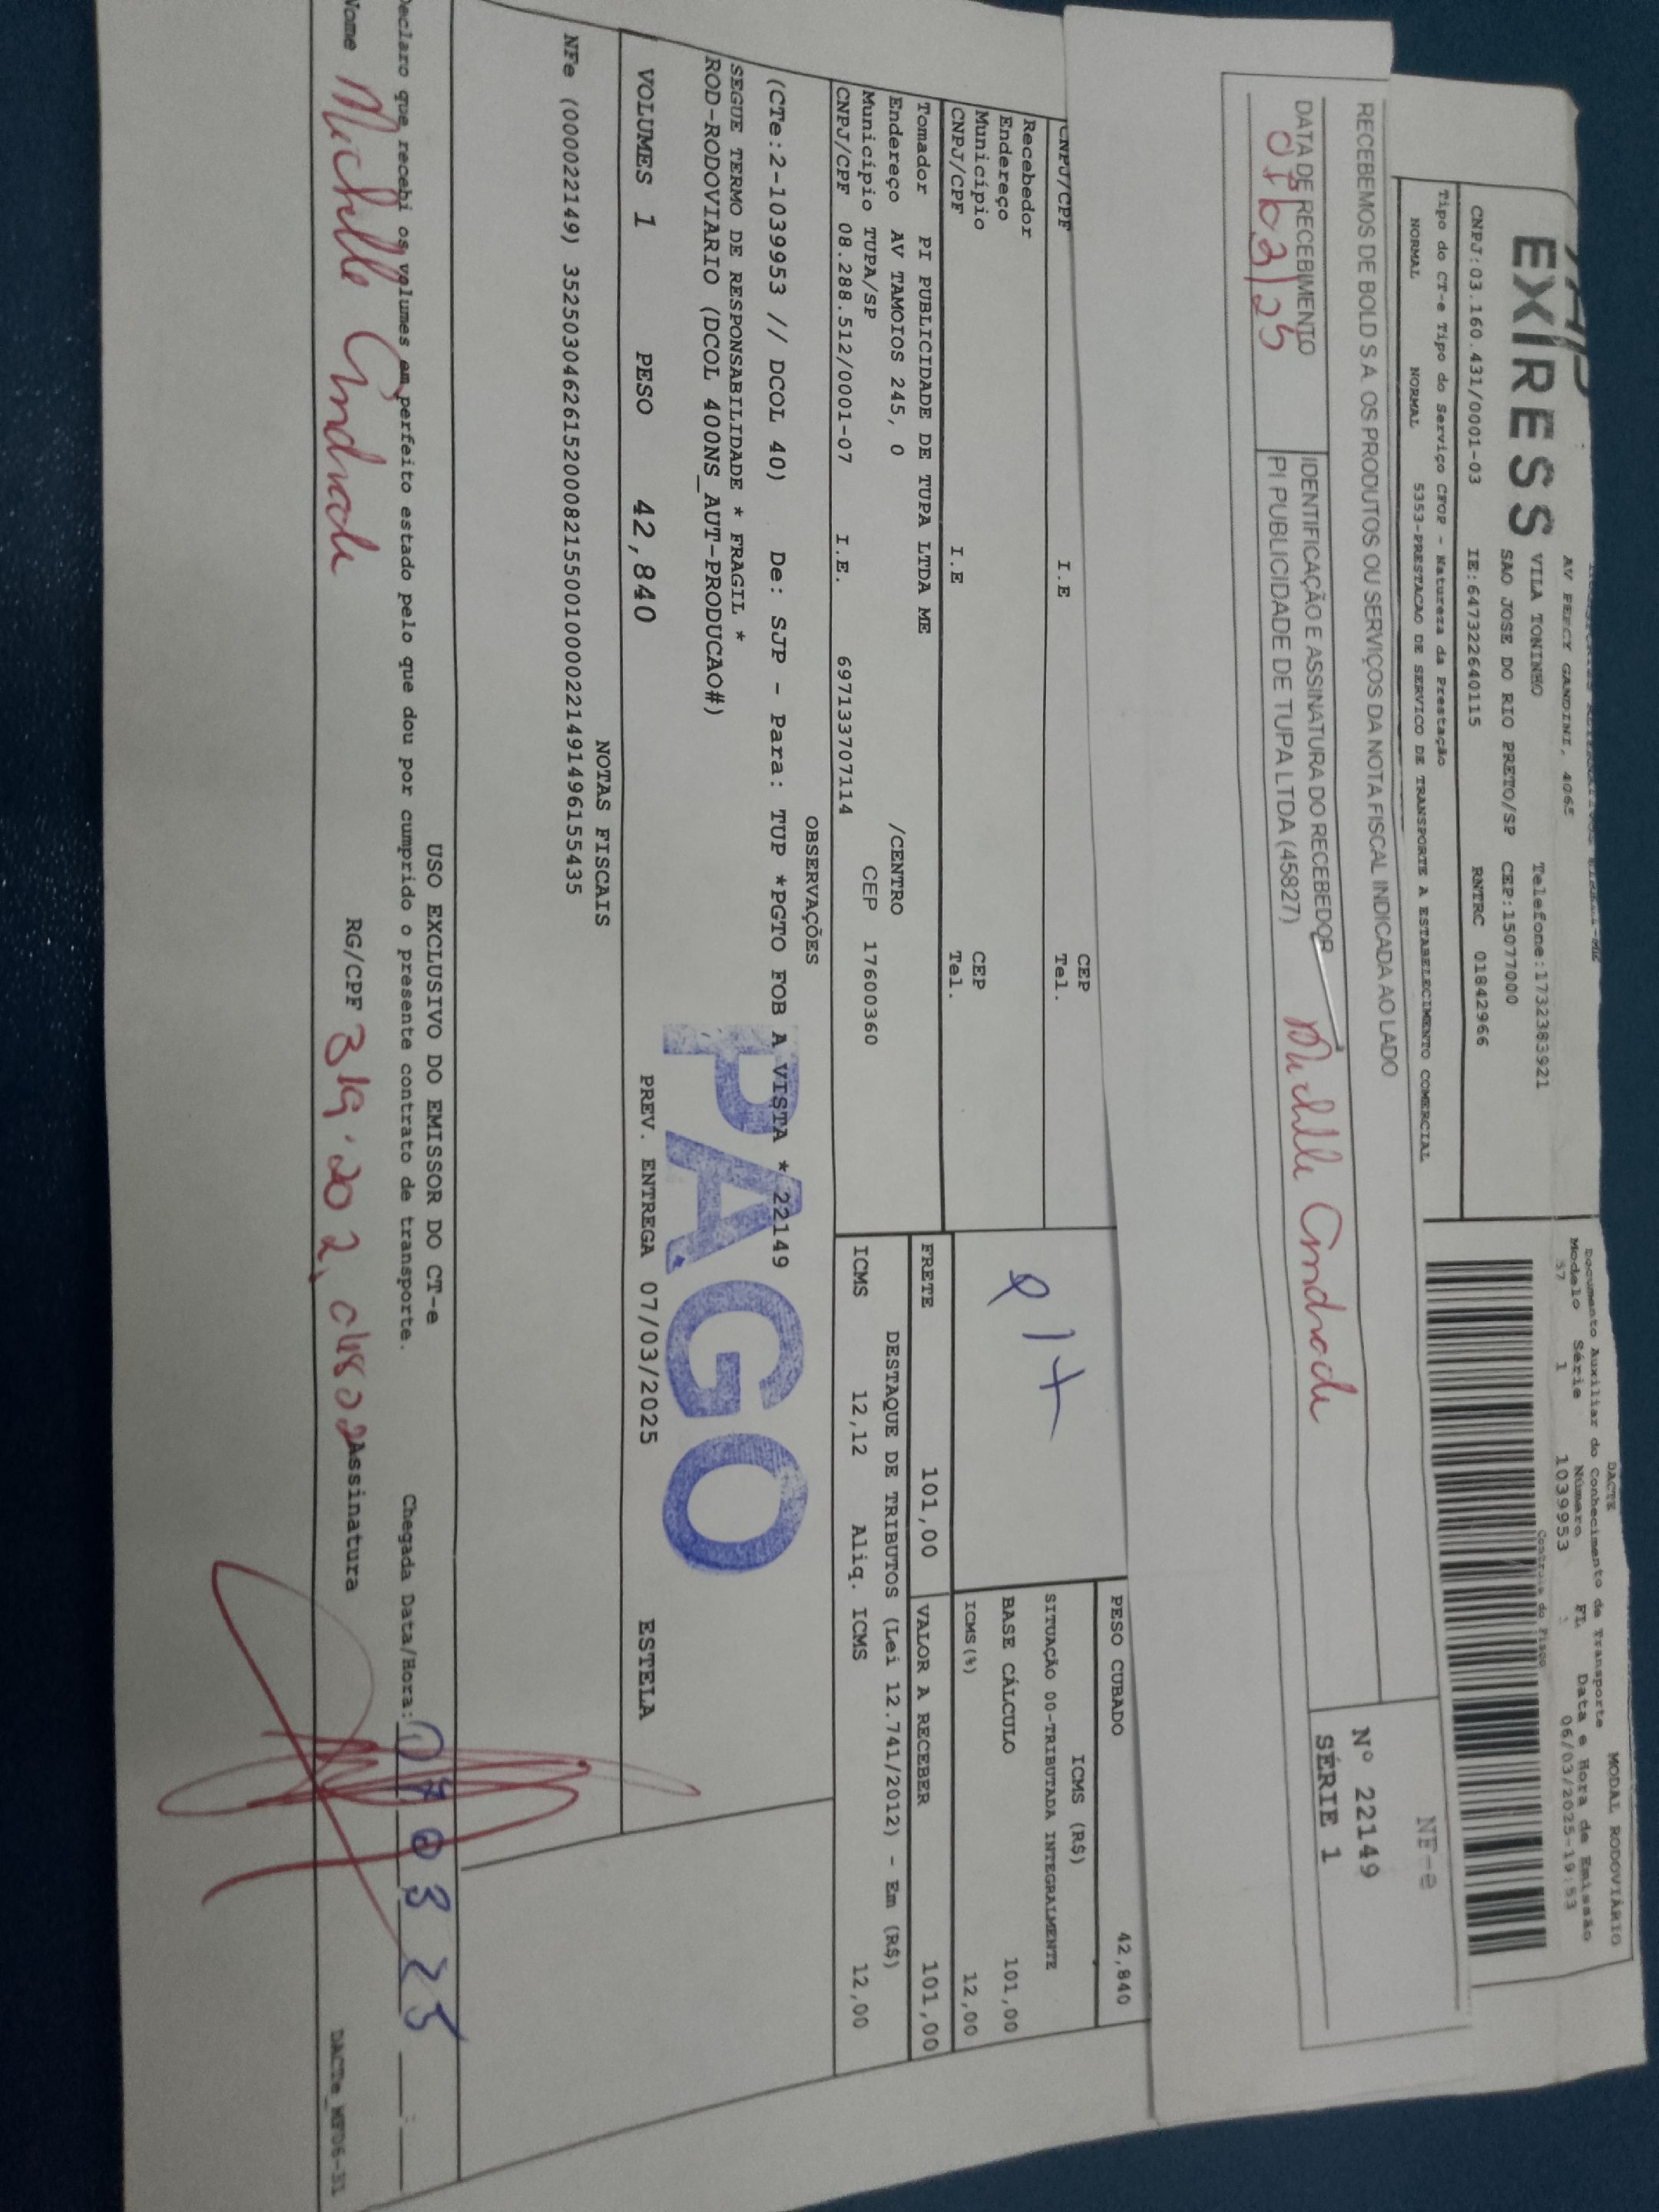 DACTE
MODAL RODOVIÁRIO
EXPRESS
AV PERCY GANDINI, 4065
VILA TONINHO Telefone:1732383921
SAO JOSE DO RIO PRETO/SP CEP:15077000
CNPJ:03.160.431/0001-03 IE:647322640115 RNTRC 01842966
Documento Auxiliar do Conhecimento de Transporte
Modelo Série Número FL Data e Hora de Emissão
57 1 1039953 06/03/2025-19:53
Controle do Fisco
Tipo do CT-e Tipo do Serviço CFOP - Natureza da Prestação
NORMAL NORMAL 5353-PRESTACAO DE SERVICO DE TRANSPORTE A ESTABELECIMENTO COMERCIAL
RECEBEMOS DE BOLD S A OS PRODUTOS OU SERVIÇOS DA NOTA FISCAL INDICADA AO LADO
NF-e
Nº 22149
SÉRIE 1
DATA DE RECEBIMENTO
IDENTIFICAÇÃO E ASSINATURA DO RECEBEDOR
PI PUBLICIDADE DE TUPA LTDA (45827) Michelle Andrade
CNPJ/CPF I.E CEP
Tel.
Recebedor
Endereço
Município CEP
CNPJ/CPF I.E Tel.
PESO CUBADO 42,840
ICMS (R$)
SITUAÇÃO 00-TRIBUTADA INTEGRALMENTE
BASE CÁLCULO 101,00
ICMS(%) 12,00
Tomador PI PUBLICIDADE DE TUPA LTDA ME
Endereço AV TAMOIOS 245, 0 /CENTRO
Município TUPA/SP CEP 17600360
CNPJ/CPF 08.288.512/0001-07 I.E. 697133707114
FRETE 101,00 VALOR A RECEBER 101,00
DESTAQUE DE TRIBUTOS (Lei 12.741/2012) - Em (R$)
ICMS 12,12 Aliq. ICMS 12,00
OBSERVAÇÕES
(CTe:2-1039953 // DCOL 40) De: SJP - Para: TUP *PGTO FOB A VISTA * 22149
SEGUE TERMO DE RESPONSABILIDADE * FRAGIL *
ROD-RODOVIARIO (DCOL 400NS_AUT-PRODUCAO#)
PAGO
VOLUMES 1 PESO 42,840 PREV. ENTREGA 07/03/2025 ESTELA
NOTAS FISCAIS
NFe (000022149) 35250304626152000821550010000221491496155435
USO EXCLUSIVO DO EMISSOR DO CT-e
Declaro que recebi os volumes em perfeito estado pelo que dou por cumprido o presente contrato de transporte. Chegada Data/Hora: 07 03 25
Nome Michelle Andrade RG/CPF Assinatura